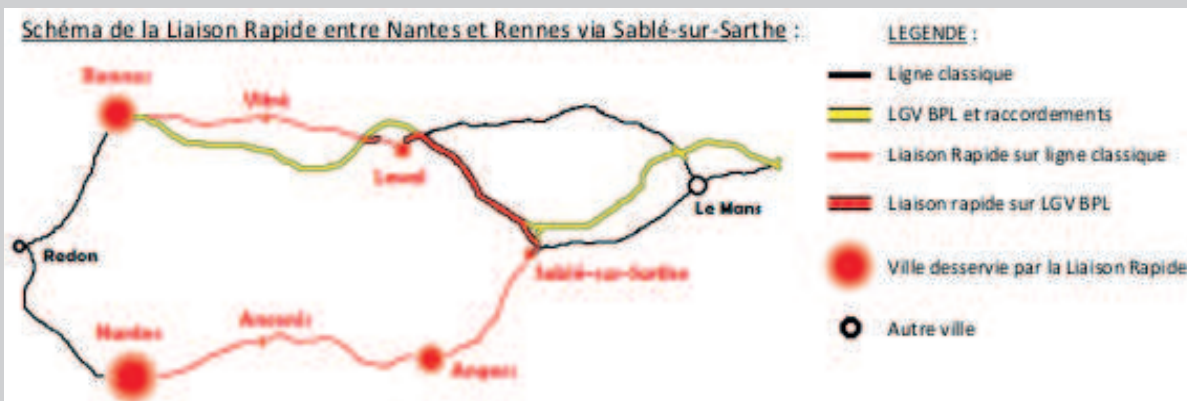 Schéma de la Liaison Rapide entre Nantes et Rennes via Sablé-sur-Sarthe :
LEGENDE :
Ligne classique
LGV BPL et raccordements
Liaison Rapide sur ligne classique
Liaison rapide sur LGV BPL
Ville desservie par la Liaison Rapide
Autre ville
Rennes
Vitré
Laval
Le Mans
Redon
Sablé-sur-Sarthe
Nantes
Ancenis
Angers